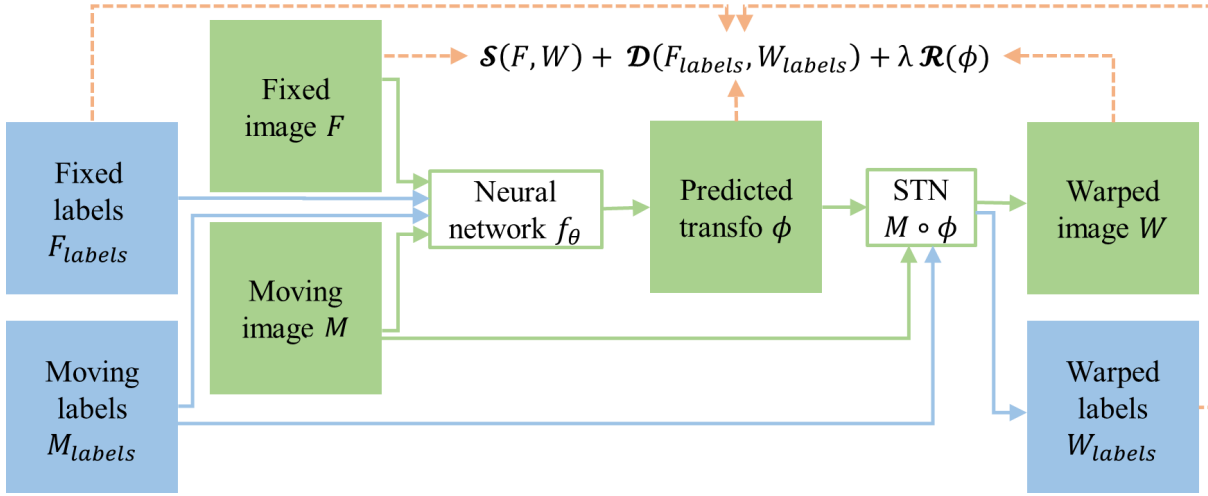 𝓢(F, W) + 𝓓(F_labels, W_labels) + λ 𝓡(ϕ)
Fixed
image F
Fixed
labels
F_labels
Neural
network f_θ
Predicted
transfo ϕ
STN
M ∘ ϕ
Warped
image W
Moving
image M
Moving
labels
M_labels
Warped
labels
W_labels